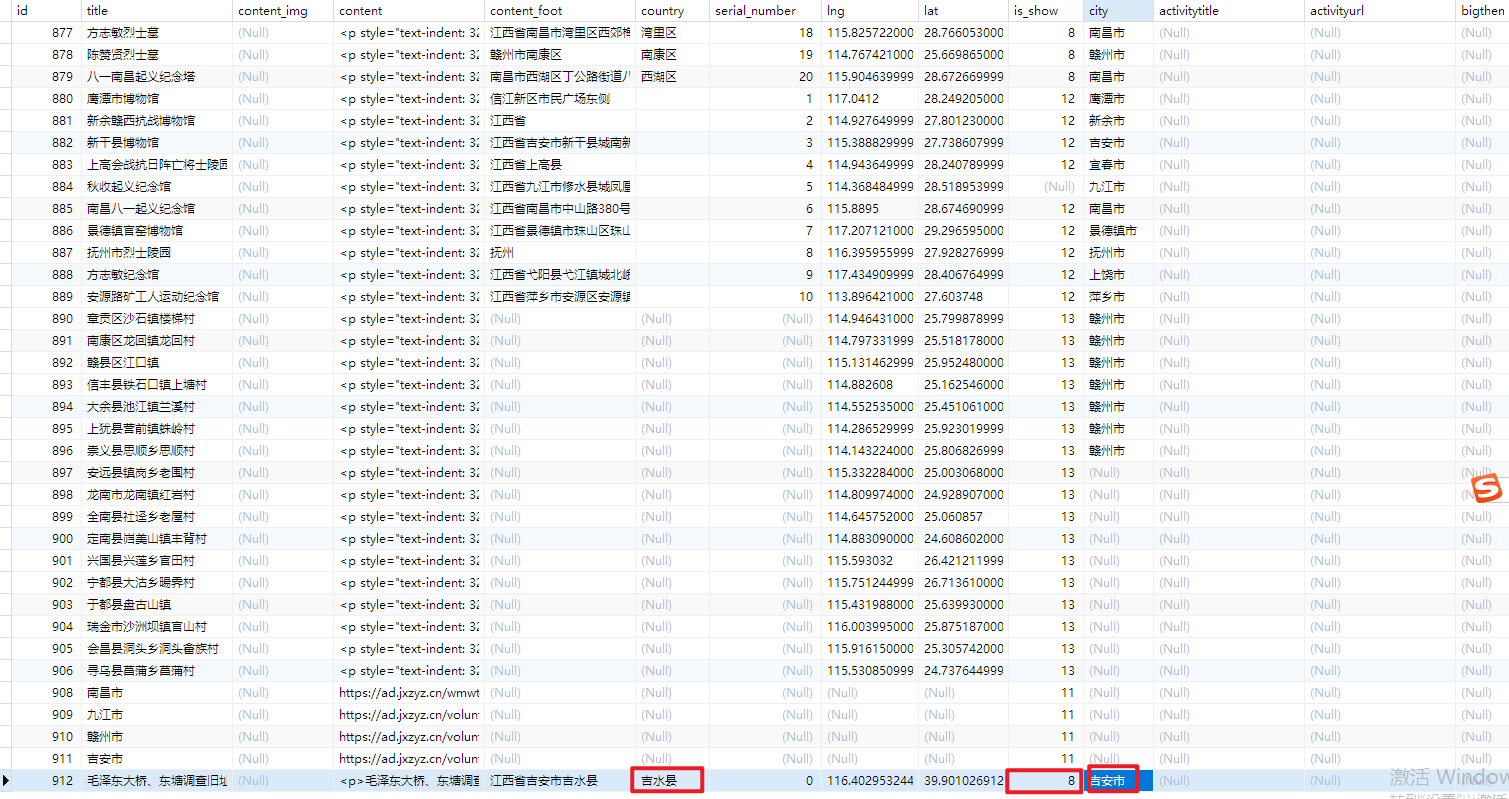 id title content_img content content_foot country serial_number lng lat is_show city activitytitle activityurl bigthen
877 方志敏烈士墓 (Null) <p style="text-indent: 32 江西省南昌市湾里区西郊梅 湾里区 18 115.825722000 28.766053000 8 南昌市 (Null) (Null) (Null)
878 陈赞贤烈士墓 (Null) <p style="text-indent: 32 赣州市南康区 南康区 19 114.767421000 25.669865000 8 赣州市 (Null) (Null) (Null)
879 八一南昌起义纪念塔 (Null) <p style="text-indent: 32 南昌市西湖区丁公路街道八 西湖区 20 115.904639999 28.672669999 8 南昌市 (Null) (Null) (Null)
880 鹰潭市博物馆 (Null) <p style="text-indent: 32 信江新区市民广场东侧 1 117.0412 28.249205000 12 鹰潭市 (Null) (Null) (Null)
881 新余赣西抗战博物馆 (Null) <p style="text-indent: 32 江西省 2 114.927649999 27.801230000 12 新余市 (Null) (Null) (Null)
882 新干县博物馆 (Null) <p style="text-indent: 32 江西省吉安市新干县城南新 3 115.388829999 27.738607999 12 吉安市 (Null) (Null) (Null)
883 上高会战抗日阵亡将士陵园 (Null) <p style="text-indent: 32 江西省上高县 4 114.943649999 28.240789999 12 宜春市 (Null) (Null) (Null)
884 秋收起义纪念馆 (Null) <p style="text-indent: 32 江西省九江市修水县城凤凰 5 114.368484999 28.518953999 (Null) 九江市 (Null) (Null) (Null)
885 南昌八一起义纪念馆 (Null) <p style="text-indent: 32 江西省南昌市中山路380号 6 115.8895 28.674690999 12 南昌市 (Null) (Null) (Null)
886 景德镇官窑博物馆 (Null) <p style="text-indent: 32 江西省景德镇市珠山区珠山 7 117.207121000 29.296595000 12 景德镇市 (Null) (Null) (Null)
887 抚州市烈士陵园 (Null) <p style="text-indent: 32 抚州 8 116.395955999 27.928276999 12 抚州市 (Null) (Null) (Null)
888 方志敏纪念馆 (Null) <p style="text-indent: 32 江西省弋阳县弋江镇城北峨 9 117.434909999 28.406764999 12 上饶市 (Null) (Null) (Null)
889 安源路矿工人运动纪念馆 (Null) <p style="text-indent: 32 江西省萍乡市安源区安源镇 10 113.896421000 27.603748 12 萍乡市 (Null) (Null) (Null)
890 章贡区沙石镇楼梯村 (Null) <p style="text-indent: 32 (Null) (Null) (Null) 114.946431000 25.799878999 13 赣州市 (Null) (Null) (Null)
891 南康区龙回镇龙回村 (Null) <p style="text-indent: 32 (Null) (Null) (Null) 114.797331999 25.518178000 13 赣州市 (Null) (Null) (Null)
892 赣县区江口镇 (Null) <p style="text-indent: 32 (Null) (Null) (Null) 115.131462999 25.952480000 13 赣州市 (Null) (Null) (Null)
893 信丰县铁石口镇上塘村 (Null) <p style="text-indent: 32 (Null) (Null) (Null) 114.882608 25.162546000 13 赣州市 (Null) (Null) (Null)
894 大余县池江镇兰溪村 (Null) <p style="text-indent: 32 (Null) (Null) (Null) 114.552535000 25.451061000 13 赣州市 (Null) (Null) (Null)
895 上犹县营前镇蛛岭村 (Null) <p style="text-indent: 32 (Null) (Null) (Null) 114.286529999 25.923019999 13 赣州市 (Null) (Null) (Null)
896 崇义县思顺乡思顺村 (Null) <p style="text-indent: 32 (Null) (Null) (Null) 114.143224000 25.806826999 13 赣州市 (Null) (Null) (Null)
897 安远县镇岗乡老围村 (Null) <p style="text-indent: 32 (Null) (Null) (Null) 115.332284000 25.003068000 13 (Null) (Null) (Null) (Null)
898 龙南市龙南镇红岩村 (Null) <p style="text-indent: 32 (Null) (Null) (Null) 114.809974000 24.928907000 13 (Null) (Null) (Null)
899 全南县社迳乡老屋村 (Null) <p style="text-indent: 32 (Null) (Null) (Null) 114.645752000 25.060857 13 (Null) (Null) (Null) (Null)
900 定南县岿美山镇丰背村 (Null) <p style="text-indent: 32 (Null) (Null) (Null) 114.883090000 24.608602000 13 (Null) (Null) (Null) (Null)
901 兴国县兴莲乡官田村 (Null) <p style="text-indent: 32 (Null) (Null) (Null) 115.593032 26.421211999 13 (Null) (Null) (Null) (Null)
902 宁都县大沽乡旸霁村 (Null) <p style="text-indent: 32 (Null) (Null) (Null) 115.751244999 26.713610000 13 (Null) (Null) (Null) (Null)
903 于都县盘古山镇 (Null) <p style="text-indent: 32 (Null) (Null) (Null) 115.431988000 25.639930000 13 (Null) (Null) (Null) (Null)
904 瑞金市沙洲坝镇官山村 (Null) <p style="text-indent: 32 (Null) (Null) (Null) 116.003995000 25.875187000 13 (Null) (Null) (Null) (Null)
905 会昌县洞头乡洞头畲族村 (Null) <p style="text-indent: 32 (Null) (Null) (Null) 115.916150000 25.305742000 13 (Null) (Null) (Null) (Null)
906 寻乌县菖蒲乡菖蒲村 (Null) <p style="text-indent: 32 (Null) (Null) (Null) 115.530850999 24.737644999 13 (Null) (Null) (Null) (Null)
908 南昌市 (Null) https://ad.jxzyz.cn/wmwt (Null) (Null) (Null) (Null) (Null) 11 (Null) (Null) (Null) (Null)
909 九江市 (Null) https://ad.jxzyz.cn/volun (Null) (Null) (Null) (Null) (Null) 11 (Null) (Null) (Null) (Null)
910 赣州市 (Null) https://ad.jxzyz.cn/volun (Null) (Null) (Null) (Null) (Null) 11 (Null) (Null) (Null) (Null)
911 吉安市 (Null) https://ad.jxzyz.cn/volun (Null) (Null) (Null) (Null) (Null) 11 (Null) (Null) (Null) (Null)
912 毛泽东大桥、东塘调查旧址 (Null) <p>毛泽东大桥、东塘调查 江西省吉安市吉水县 吉水县 0 116.402953244 39.901026912 8 吉安市 (Null) (Null)
激活 Window